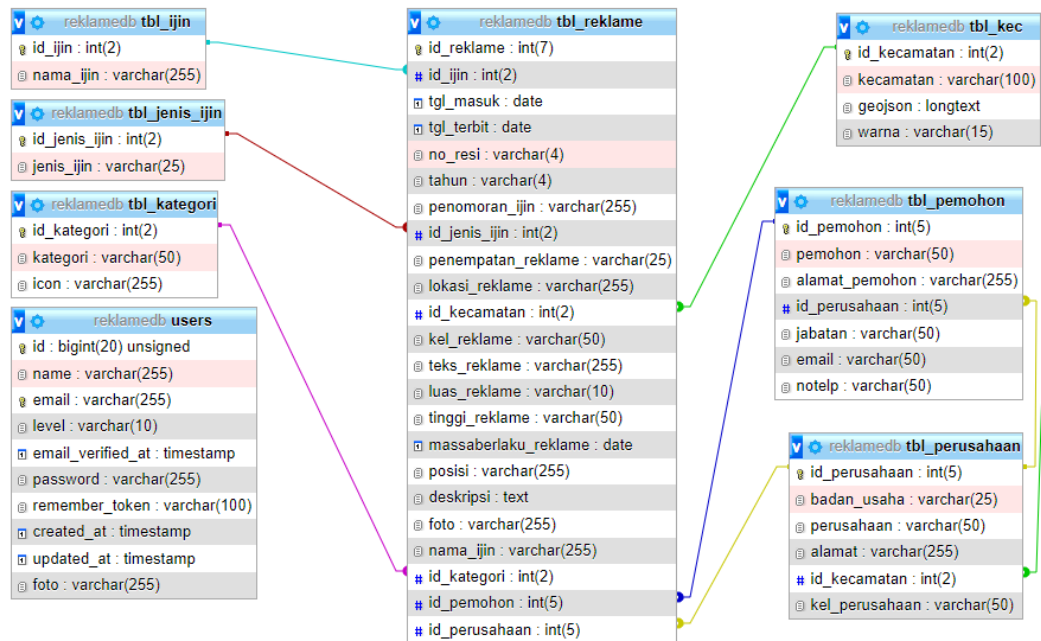 reklamedb tbl_ijin
id_ijin : int(2)
nama_ijin : varchar(255)
reklamedb tbl_jenis_ijin
id_jenis_ijin : int(2)
jenis_ijin : varchar(25)
reklamedb tbl_kategori
id_kategori : int(2)
kategori : varchar(50)
icon : varchar(255)
reklamedb users
id : bigint(20) unsigned
name : varchar(255)
email : varchar(255)
level : varchar(10)
email_verified_at : timestamp
password : varchar(255)
remember_token : varchar(100)
created_at : timestamp
updated_at : timestamp
foto : varchar(255)
reklamedb tbl_reklame
id_reklame : int(7)
# id_ijin : int(2)
tgl_masuk : date
tgl_terbit : date
no_resi : varchar(4)
tahun : varchar(4)
penomoran_ijin : varchar(255)
# id_jenis_ijin : int(2)
penempatan_reklame : varchar(25)
lokasi_reklame : varchar(255)
# id_kecamatan : int(2)
kel_reklame : varchar(50)
teks_reklame : varchar(255)
luas_reklame : varchar(10)
tinggi_reklame : varchar(50)
massaberlaku_reklame : date
posisi : varchar(255)
deskripsi : text
foto : varchar(255)
nama_ijin : varchar(255)
# id_kategori : int(2)
# id_pemohon : int(5)
# id_perusahaan : int(5)
reklamedb tbl_kec
id_kecamatan : int(2)
kecamatan : varchar(100)
geojson : longtext
warna : varchar(15)
reklamedb tbl_pemohon
id_pemohon : int(5)
pemohon : varchar(50)
alamat_pemohon : varchar(255)
# id_perusahaan : int(5)
jabatan : varchar(50)
email : varchar(50)
notelp : varchar(50)
reklamedb tbl_perusahaan
id_perusahaan : int(5)
badan_usaha : varchar(25)
perusahaan : varchar(50)
alamat : varchar(255)
# id_kecamatan : int(2)
kel_perusahaan : varchar(50)